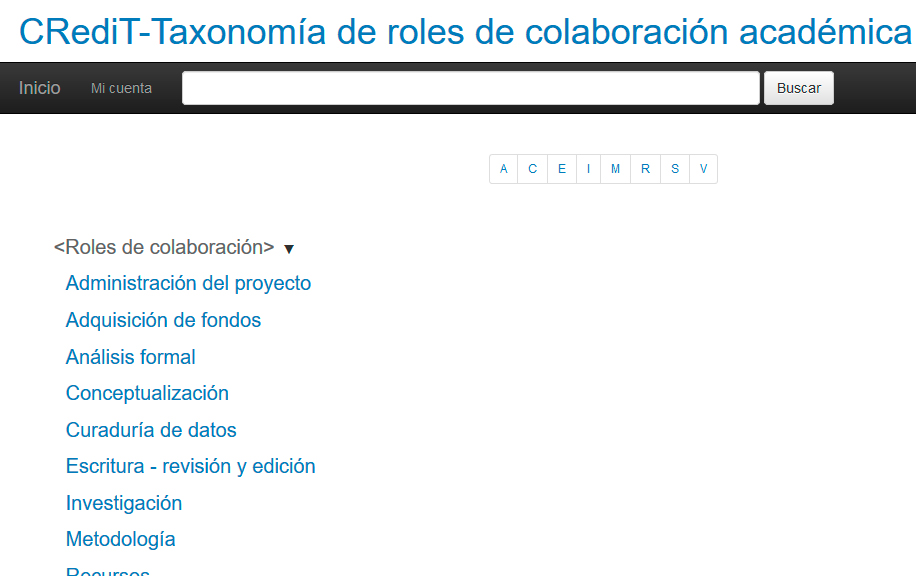 CRediT-Taxonomía de roles de colaboración académica
Inicio Mi cuenta Buscar
A C E I M R S V
<Roles de colaboración> ▼
Administración del proyecto
Adquisición de fondos
Análisis formal
Conceptualización
Curaduría de datos
Escritura - revisión y edición
Investigación
Metodología
Recursos